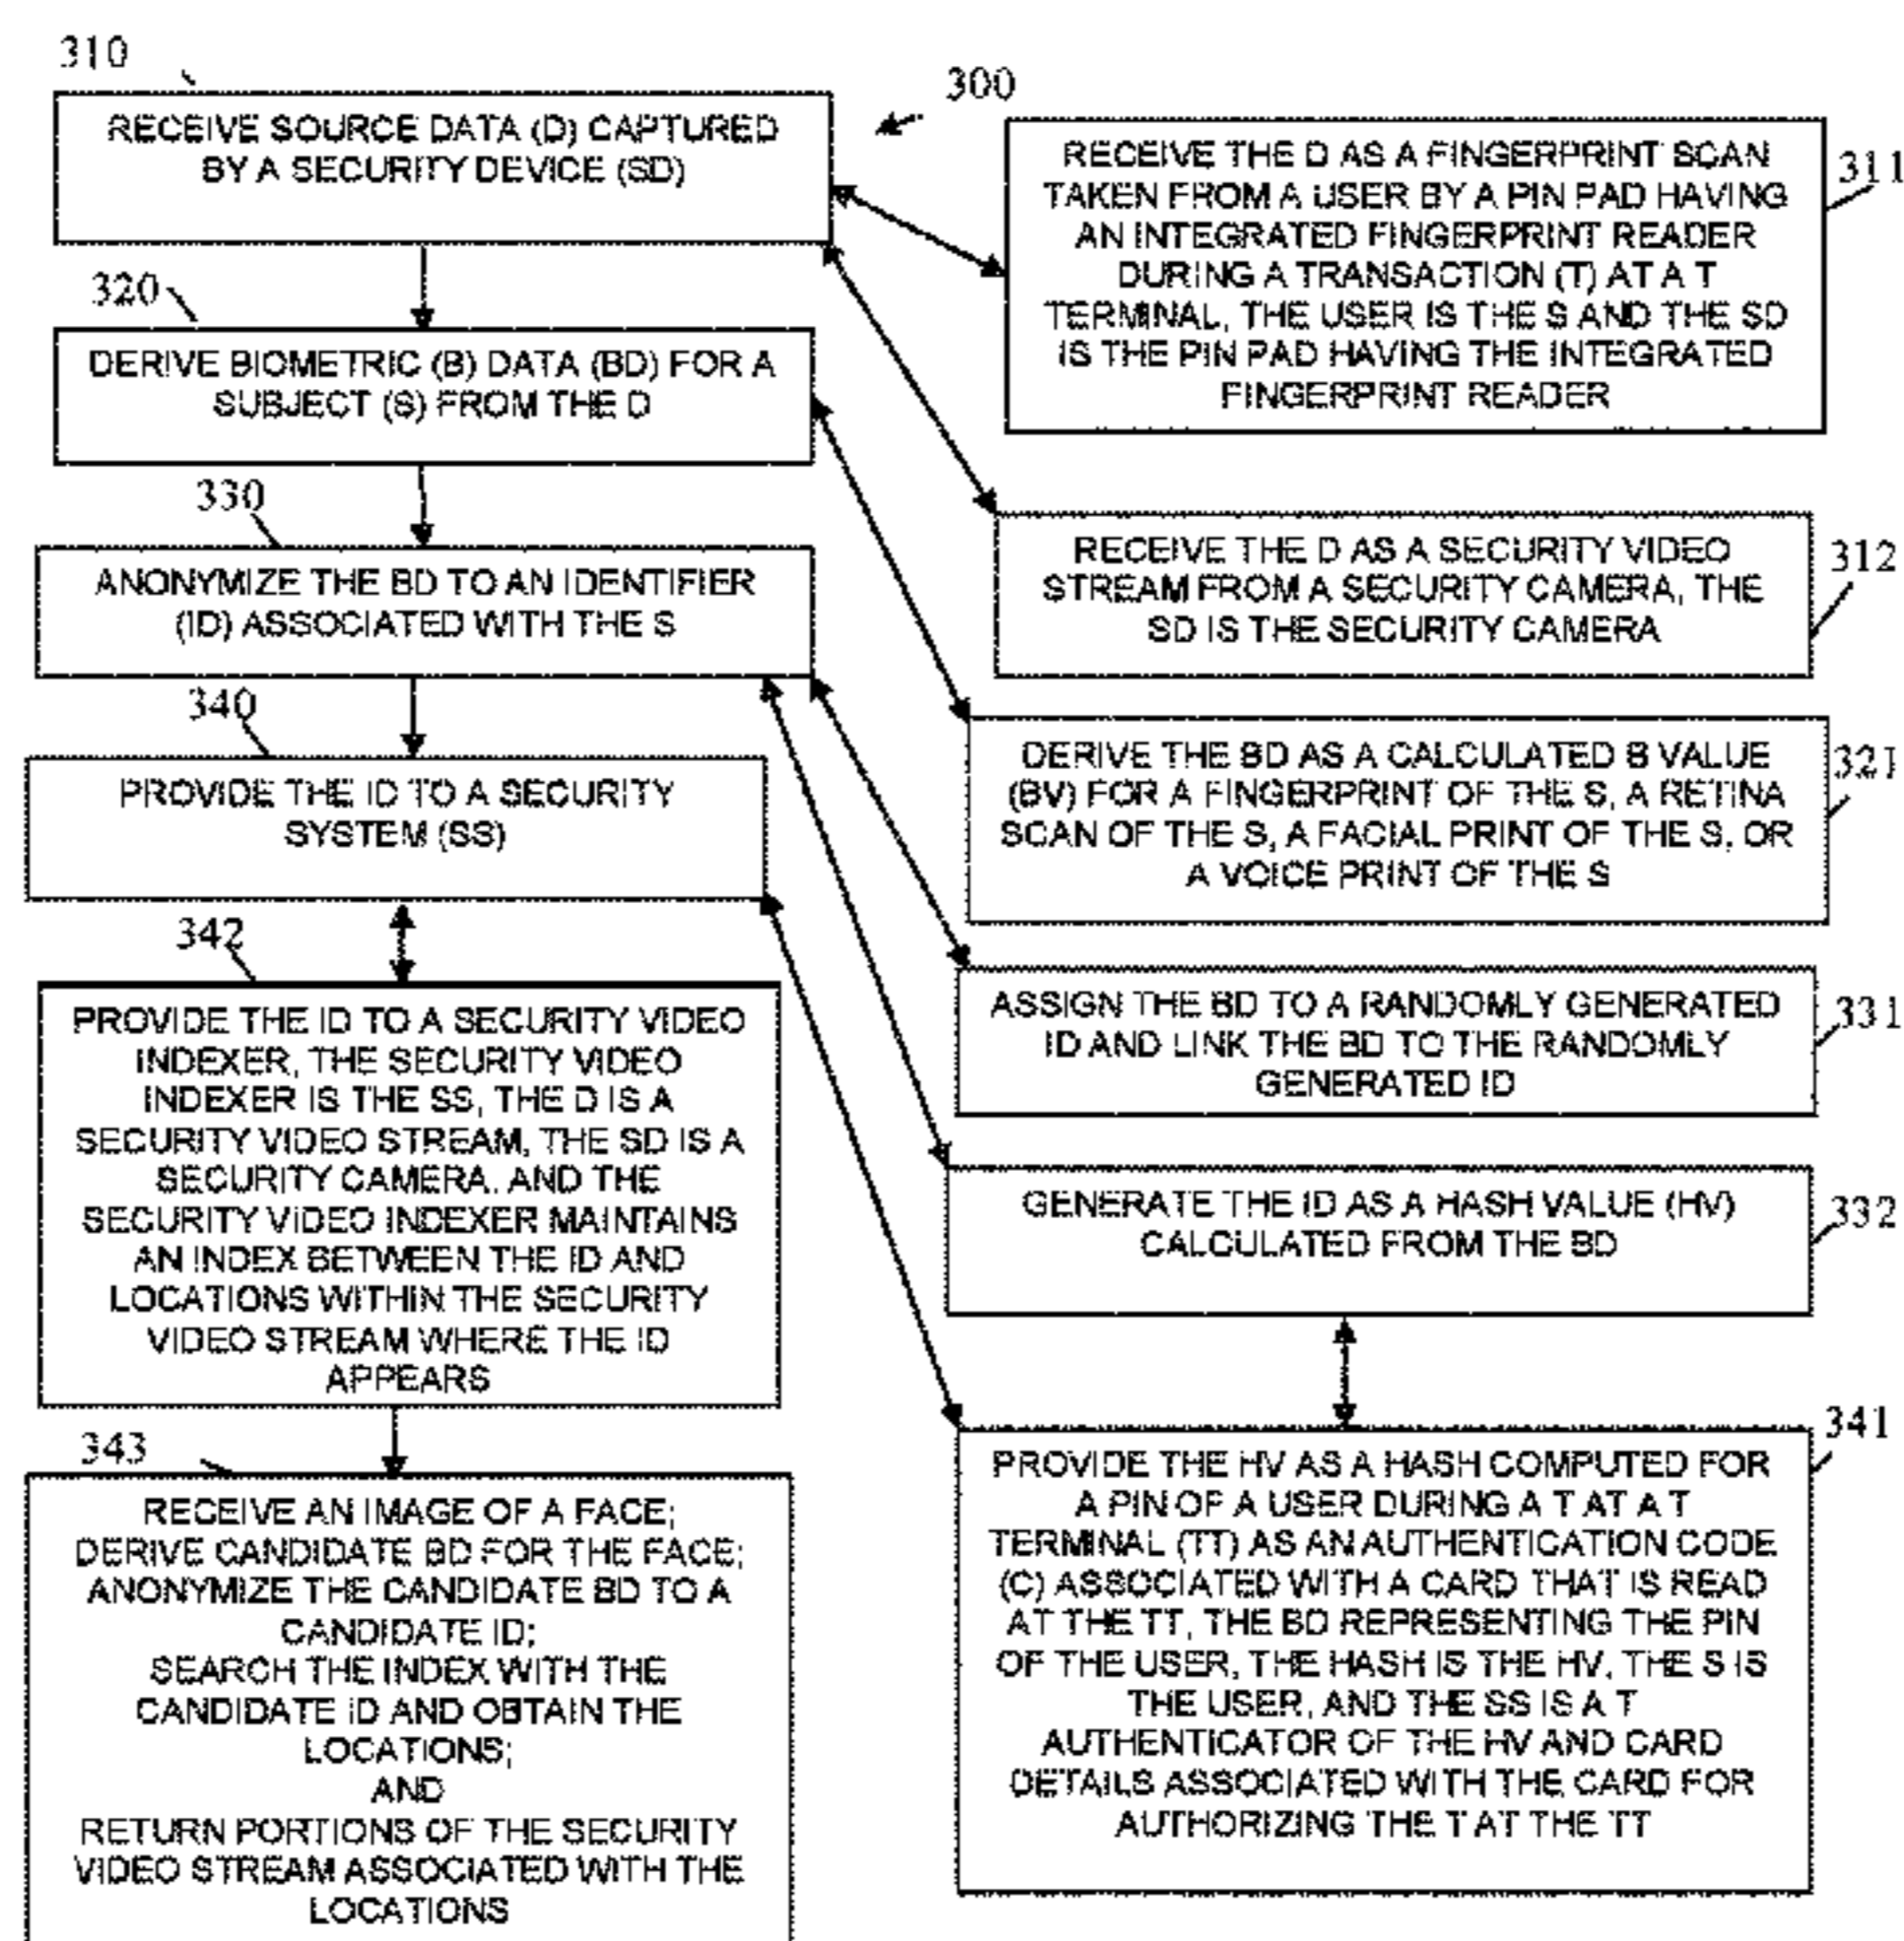 310
300
RECEIVE SOURCE DATA (D) CAPTURED
BY A SECURITY DEVICE (SD)
RECEIVE THE D AS A FINGERPRINT SCAN
TAKEN FROM A USER BY A PIN PAD HAVING
AN INTEGRATED FINGERPRINT READER
DURING A TRANSACTION (T) AT A T
TERMINAL, THE USER IS THE S AND THE SD
IS THE PIN PAD HAVING THE INTEGRATED
FINGERPRINT READER
311
320
DERIVE BIOMETRIC (B) DATA (BD) FOR A
SUBJECT (S) FROM THE D
330
ANONYMIZE THE BD TO AN IDENTIFIER
(ID) ASSOCIATED WITH THE S
RECEIVE THE D AS A SECURITY VIDEO
STREAM FROM A SECURITY CAMERA, THE
SD IS THE SECURITY CAMERA
312
340
PROVIDE THE ID TO A SECURITY
SYSTEM (SS)
DERIVE THE BD AS A CALCULATED B VALUE
(BV) FOR A FINGERPRINT OF THE S, A RETINA
SCAN OF THE S, A FACIAL PRINT OF THE S, OR
A VOICE PRINT OF THE S
321
342
PROVIDE THE ID TO A SECURITY VIDEO
INDEXER, THE SECURITY VIDEO
INDEXER IS THE SS, THE D IS A
SECURITY VIDEO STREAM, THE SD IS A
SECURITY CAMERA, AND THE
SECURITY VIDEO INDEXER MAINTAINS
AN INDEX BETWEEN THE ID AND
LOCATIONS WITHIN THE SECURITY
VIDEO STREAM WHERE THE ID
APPEARS
ASSIGN THE BD TO A RANDOMLY GENERATED
ID AND LINK THE BD TO THE RANDOMLY
GENERATED ID
331
GENERATE THE ID AS A HASH VALUE (HV)
CALCULATED FROM THE BD
332
343
RECEIVE AN IMAGE OF A FACE;
DERIVE CANDIDATE BD FOR THE FACE;
ANONYMIZE THE CANDIDATE BD TO A
CANDIDATE ID;
SEARCH THE INDEX WITH THE
CANDIDATE ID AND OBTAIN THE
LOCATIONS;
AND
RETURN PORTIONS OF THE SECURITY
VIDEO STREAM ASSOCIATED WITH THE
LOCATIONS
341
PROVIDE THE HV AS A HASH COMPUTED FOR
A PIN OF A USER DURING A T AT A T
TERMINAL (TT) AS AN AUTHENTICATION CODE
(C) ASSOCIATED WITH A CARD THAT IS READ
AT THE TT, THE BD REPRESENTING THE PIN
OF THE USER, THE HASH IS THE HV, THE S IS
THE USER, AND THE SS IS A T
AUTHENTICATOR OF THE HV AND CARD
DETAILS ASSOCIATED WITH THE CARD FOR
AUTHORIZING THE T AT THE TT